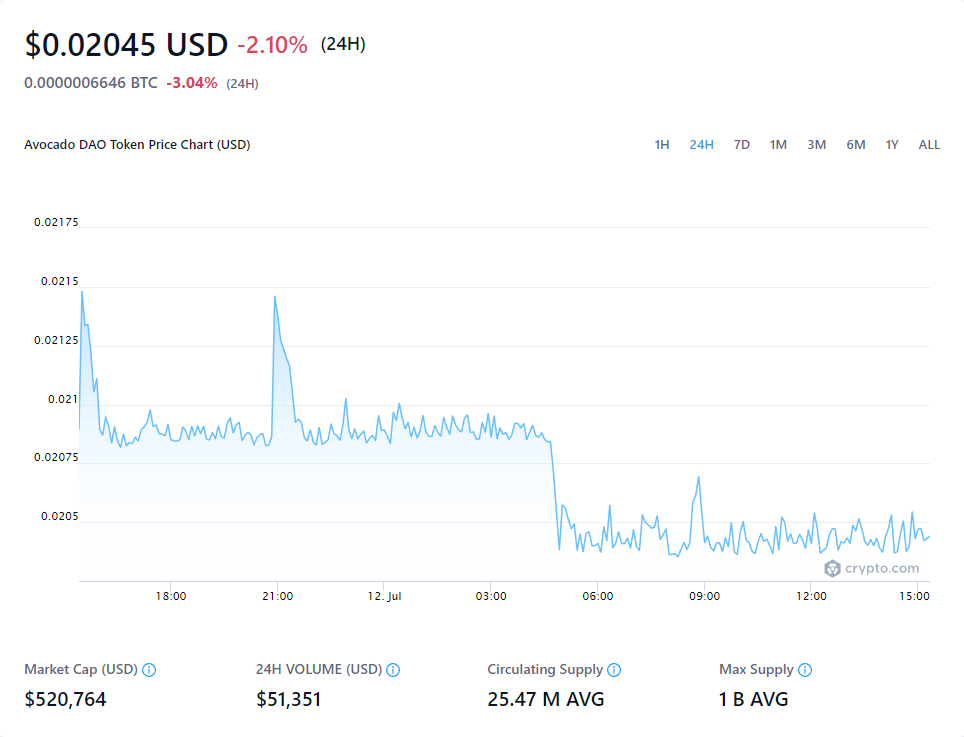 $0.02045 USD -2.10% (24H)
0.0000006646 BTC -3.04% (24H)
Avocado DAO Token Price Chart (USD) 1H 24H 7D 1M 3M 6M 1Y ALL
0.02175
0.0215
0.02125
0.021
0.02075
0.0205
crypto.com
18:00 21:00 12. Jul 03:00 06:00 09:00 12:00 15:00
Market Cap (USD) 24H VOLUME (USD) Circulating Supply Max Supply
$520,764 $51,351 25.47 M AVG 1 B AVG